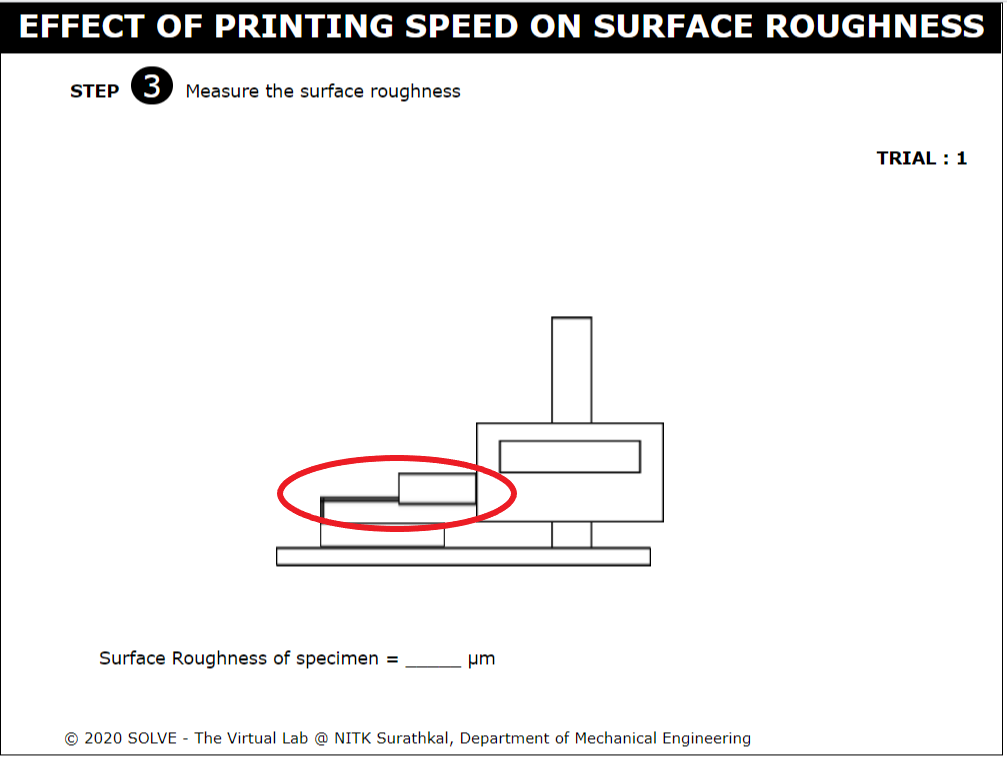 EFFECT OF PRINTING SPEED ON SURFACE ROUGHNESS
STEP 3 Measure the surface roughness
TRIAL : 1
Surface Roughness of specimen = ______ μm
© 2020 SOLVE - The Virtual Lab @ NITK Surathkal, Department of Mechanical Engineering